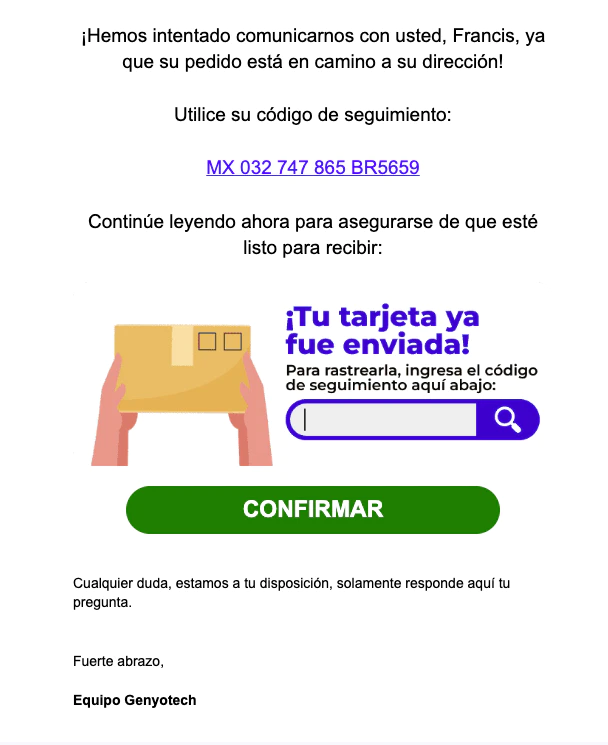 ¡Hemos intentado comunicarnos con usted, Francis, ya
que su pedido está en camino a su dirección!
Utilice su código de seguimiento:
MX 032 747 865 BR5659
Continúe leyendo ahora para asegurarse de que esté
listo para recibir:
¡Tu tarjeta ya
fue enviada!
Para rastrearla, ingresa el código
de seguimiento aquí abajo:
CONFIRMAR
Cualquier duda, estamos a tu disposición, solamente responde aquí tu
pregunta.
Fuerte abrazo,
Equipo Genyotech